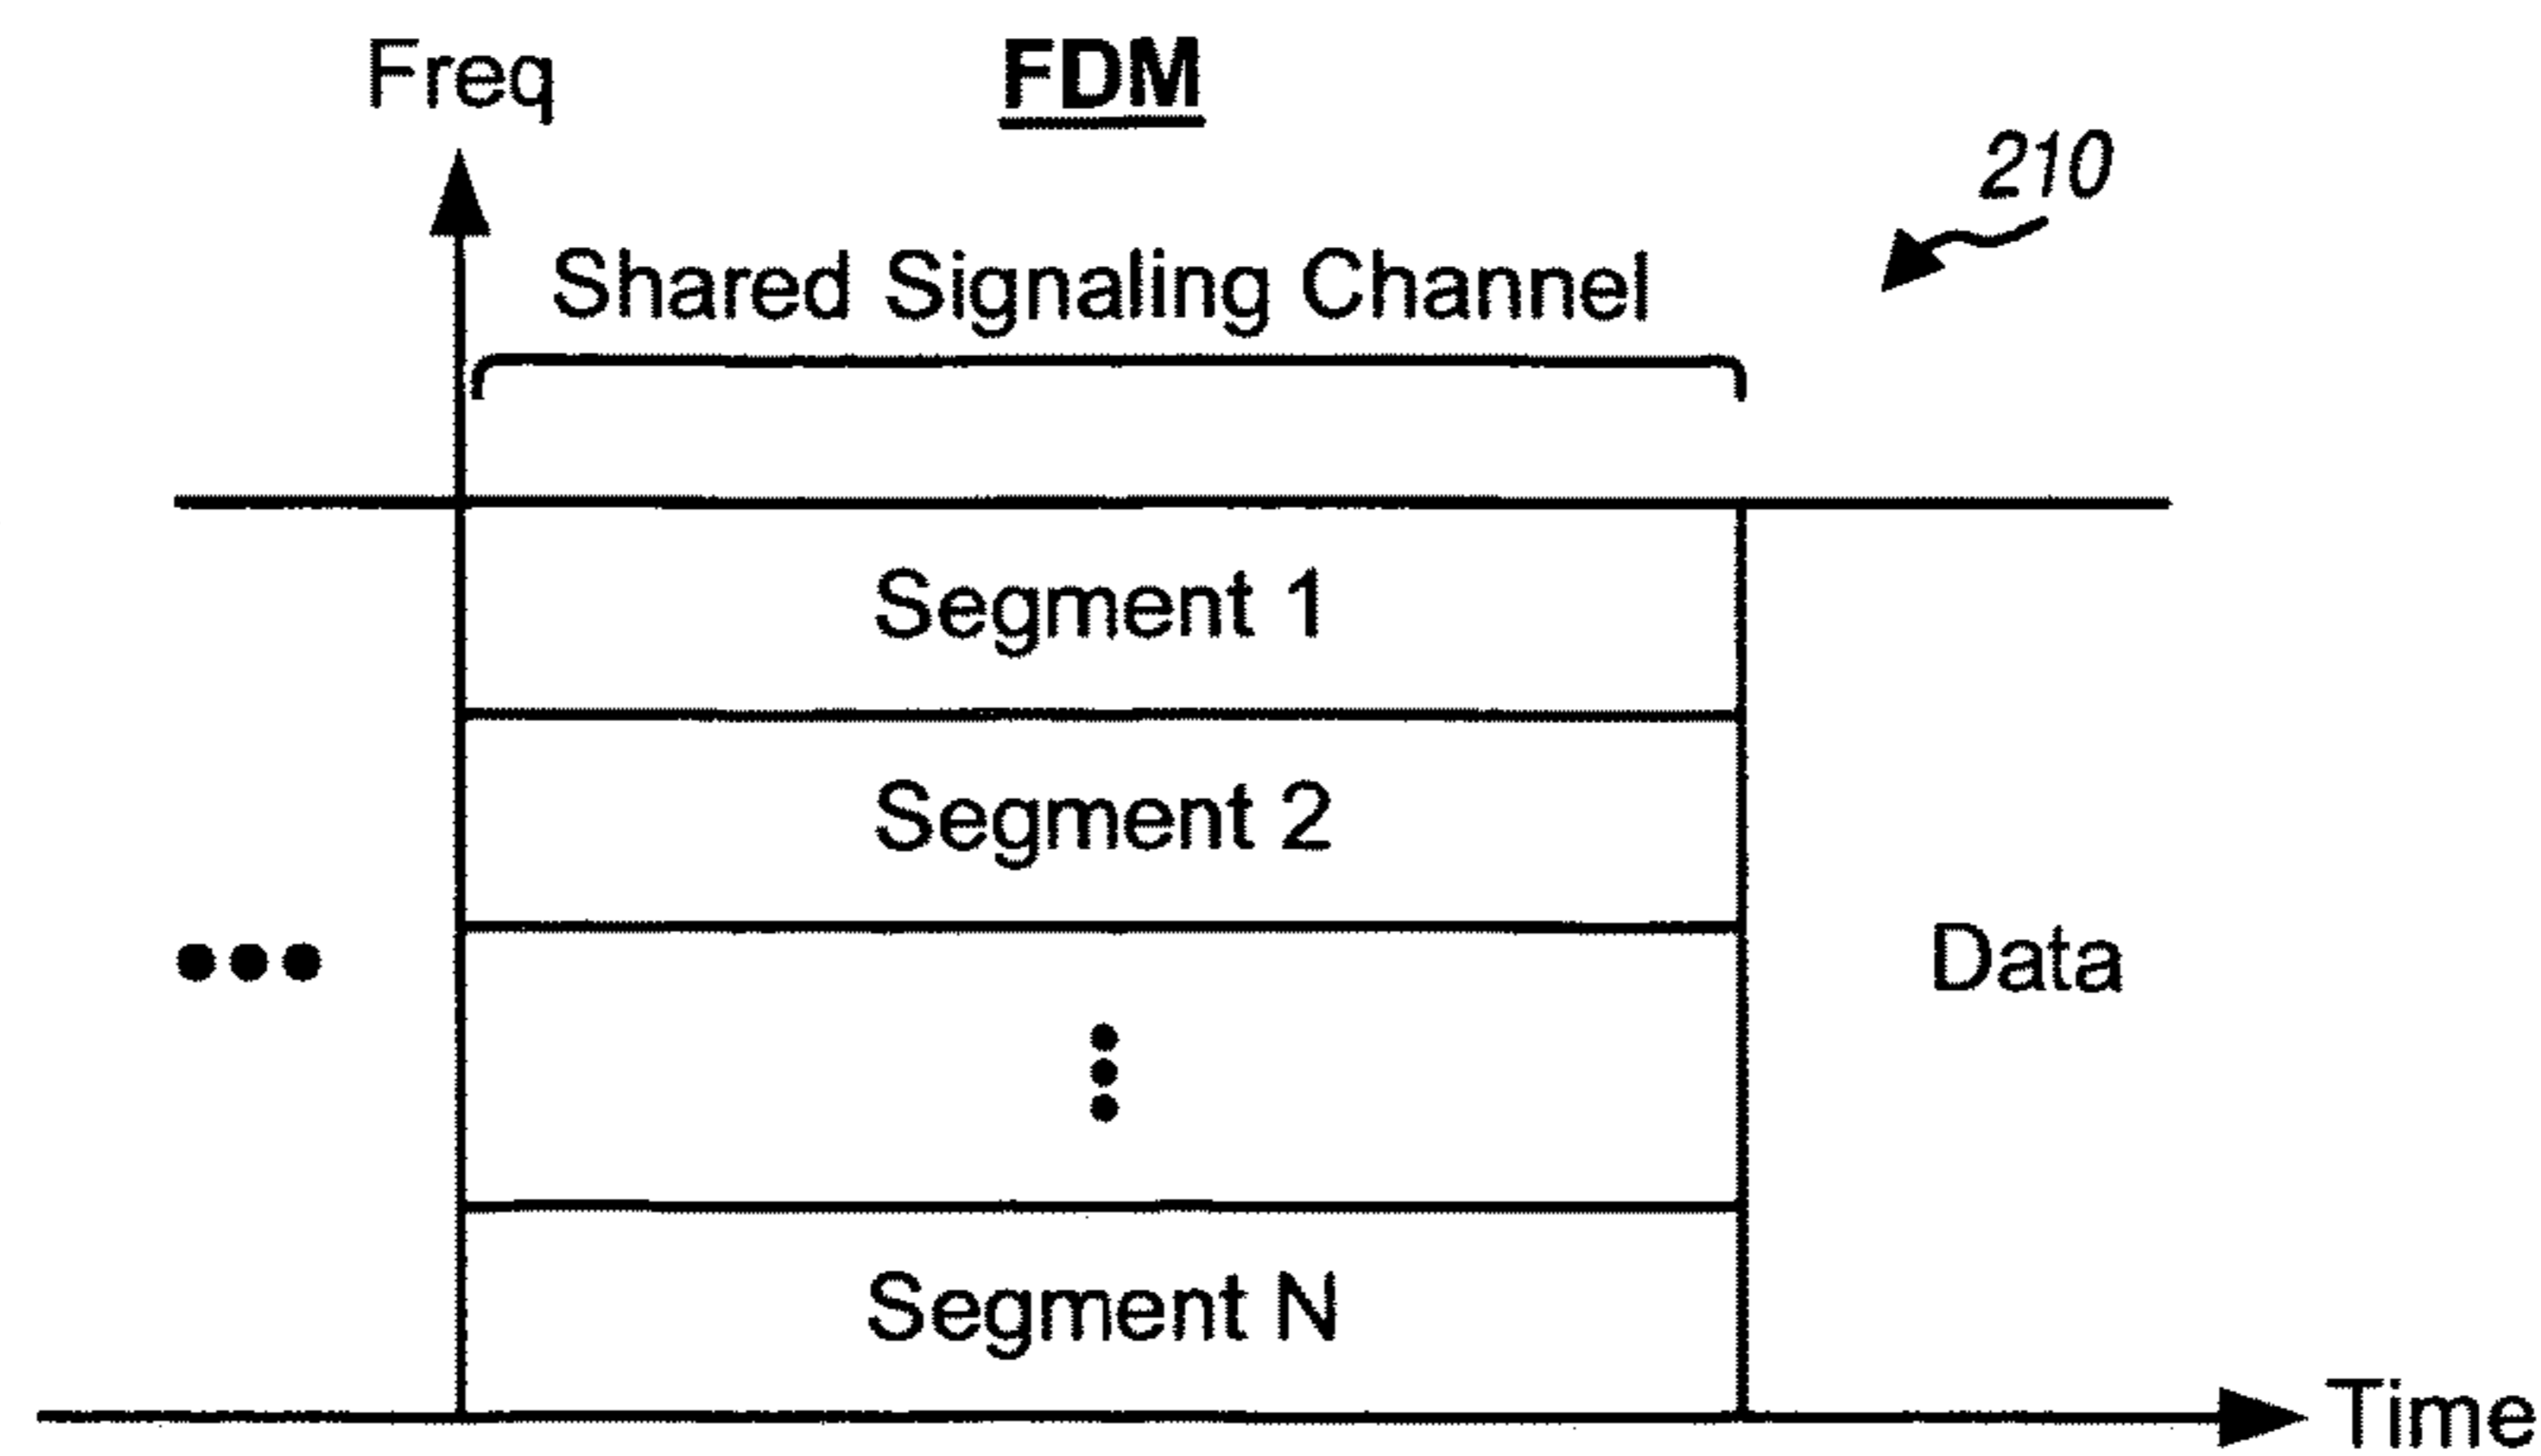 Freq
FDM
210
Shared Signaling Channel
Segment 1
Segment 2
Data
Segment N
Time